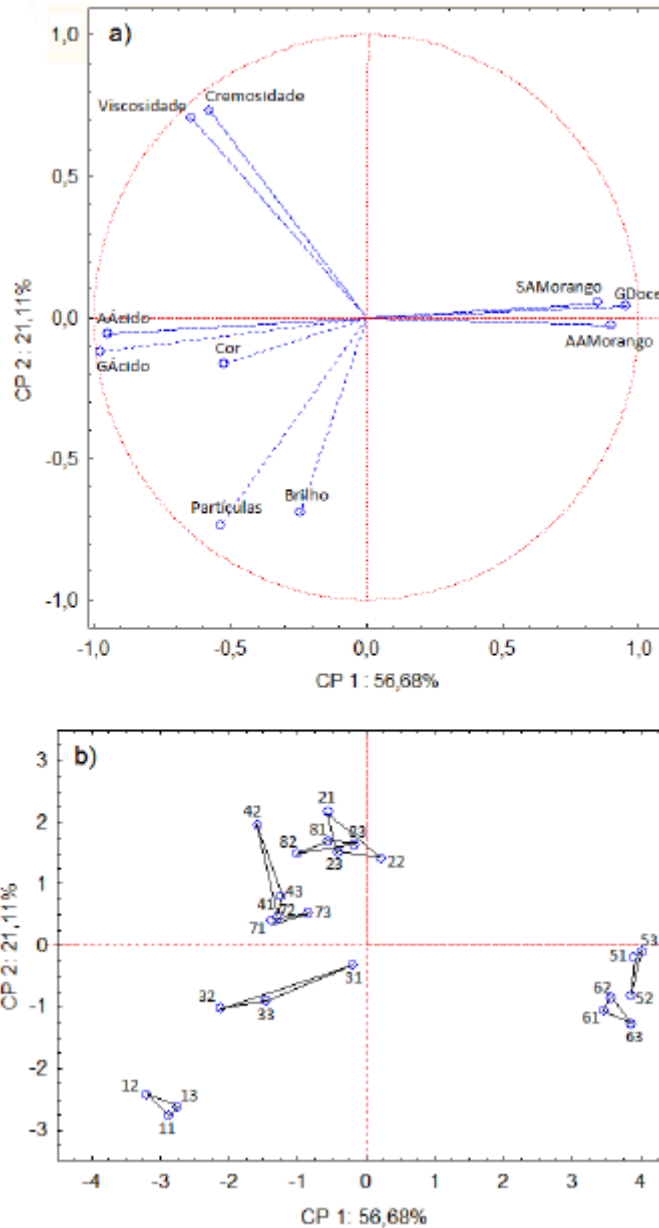 a)
1,0
0,5
0,0
-0,5
-1,0
CP 2 : 21,11%
Viscosidade
Cremosidade
SAMorango
GDoce
AAMorango
AÁcido
GÁcido
Cor
Partículas
Brilho
-1,0 -0,5 0,0 0,5 1,0
CP 1 : 56,68%
b)
3
2
1
0
-1
-2
-3
CP 2 : 21,11%
21
42
81
83
82
23
22
43
41
72
73
71
31
32
33
12
13
11
53
51
62
52
61
63
-4 -3 -2 -1 0 1 2 3 4
CP 1: 56,68%